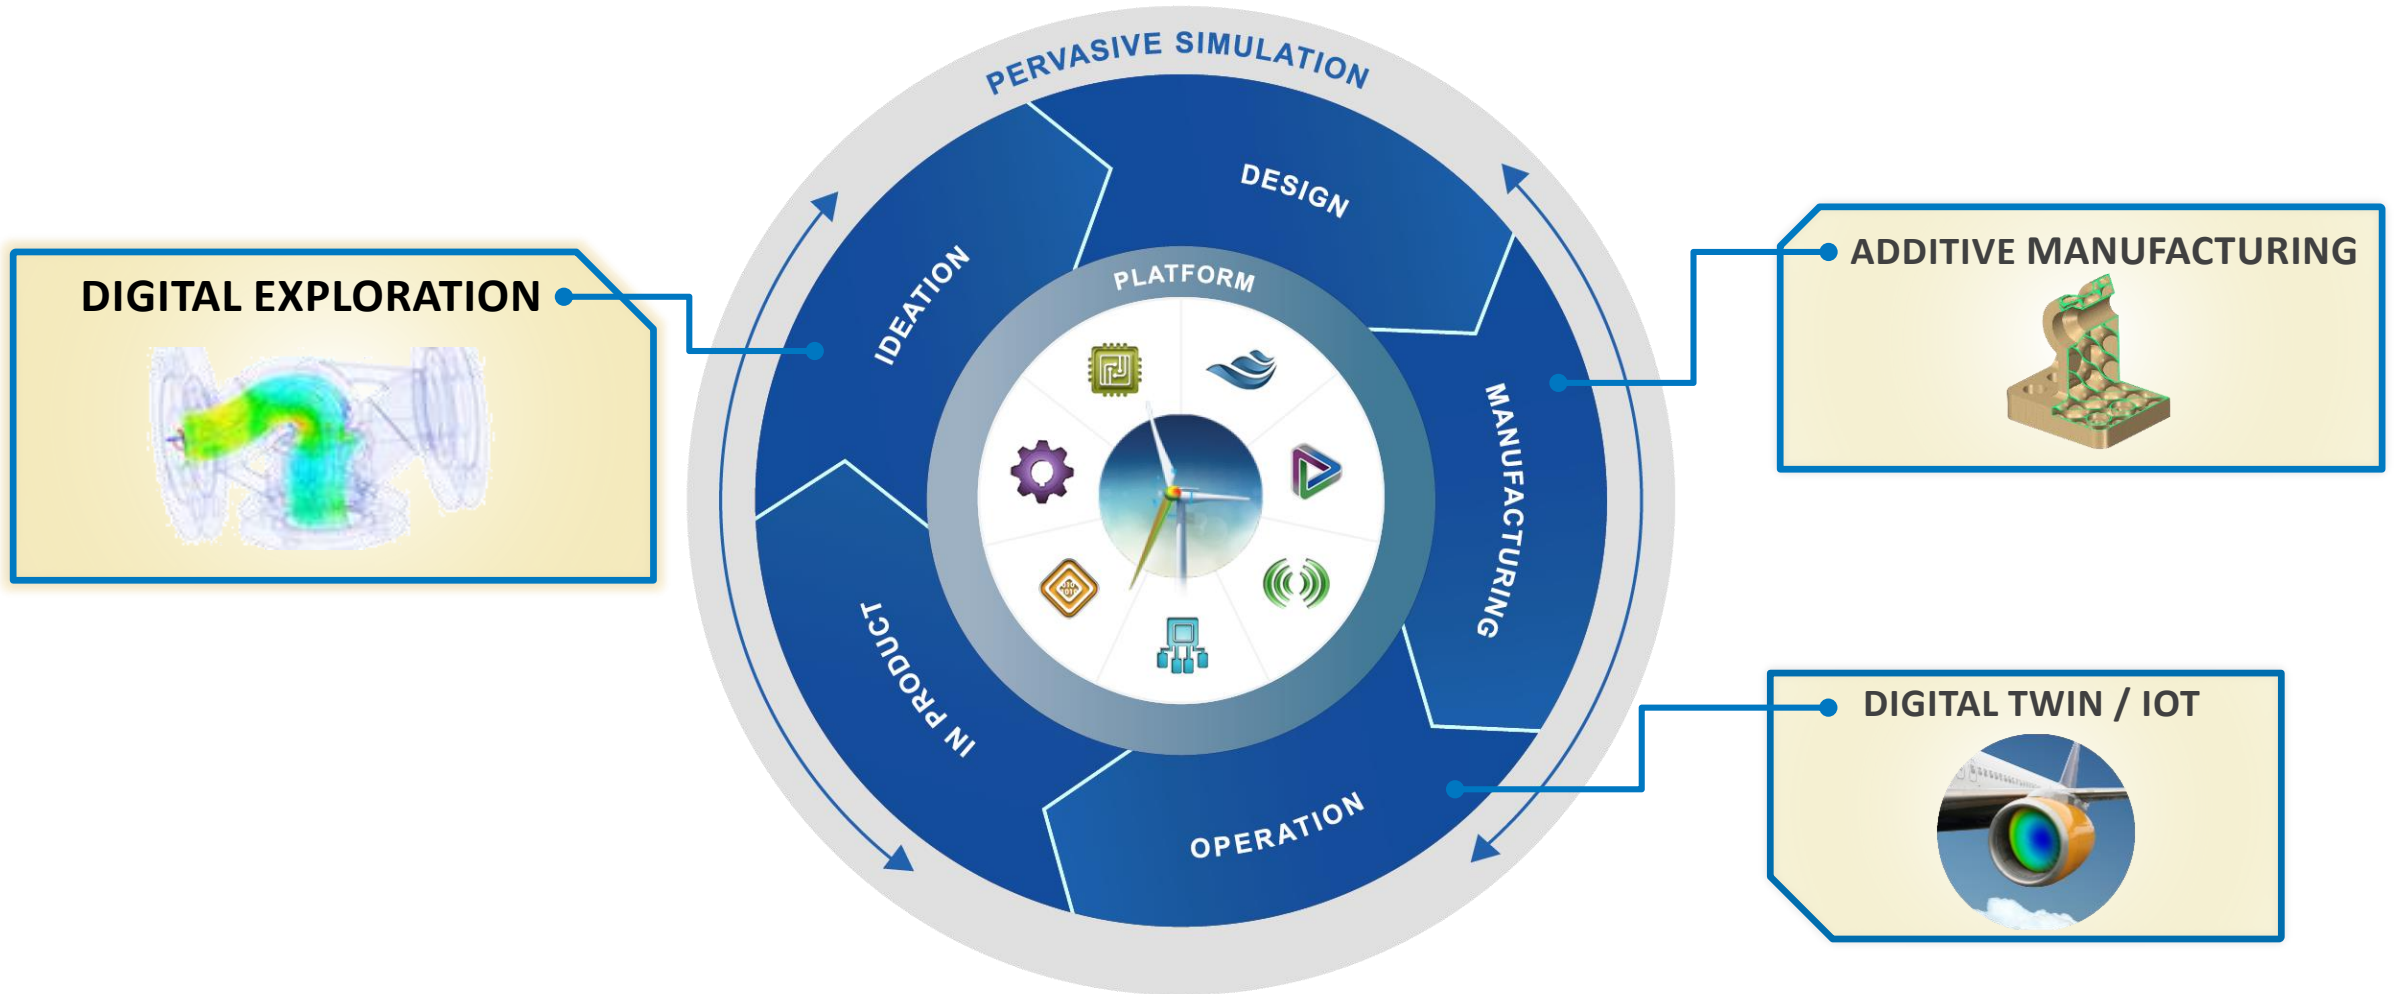 PERVASIVE SIMULATION
DESIGN
IDEATION
PLATFORM
MANUFACTURING
IN PRODUCT
OPERATION
DIGITAL EXPLORATION
ADDITIVE MANUFACTURING
DIGITAL TWIN / IOT